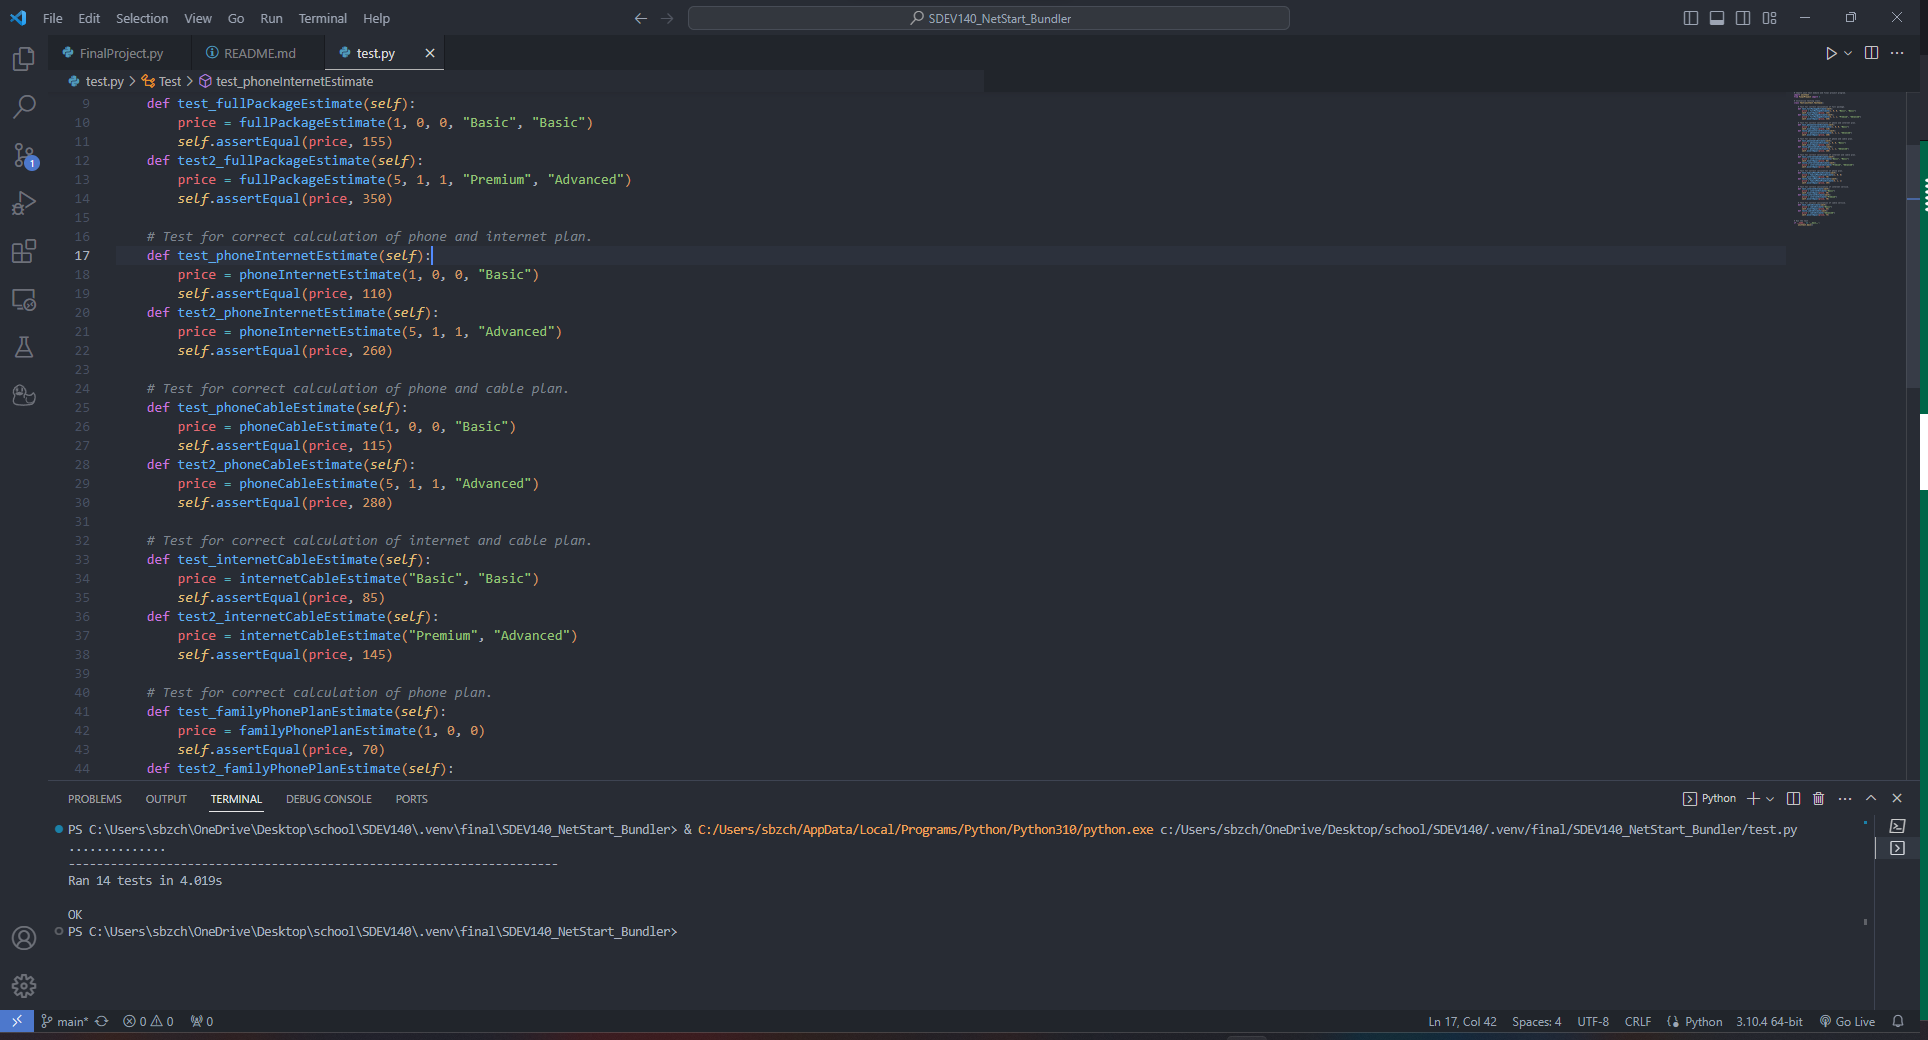 File Edit Selection View Go Run Terminal Help SDEV140_NetStart_Bundler
FinalProject.py README.md test.py
test.py > Test > test_phoneInternetEstimate
9 def test_fullPackageEstimate(self):
10 price = fullPackageEstimate(1, 0, 0, "Basic", "Basic")
11 self.assertEqual(price, 155)
12 def test2_fullPackageEstimate(self):
13 price = fullPackageEstimate(5, 1, 1, "Premium", "Advanced")
14 self.assertEqual(price, 350)
15
16 # Test for correct calculation of phone and internet plan.
17 def test_phoneInternetEstimate(self):
18 price = phoneInternetEstimate(1, 0, 0, "Basic")
19 self.assertEqual(price, 110)
20 def test2_phoneInternetEstimate(self):
21 price = phoneInternetEstimate(5, 1, 1, "Advanced")
22 self.assertEqual(price, 260)
23
24 # Test for correct calculation of phone and cable plan.
25 def test_phoneCableEstimate(self):
26 price = phoneCableEstimate(1, 0, 0, "Basic")
27 self.assertEqual(price, 115)
28 def test2_phoneCableEstimate(self):
29 price = phoneCableEstimate(5, 1, 1, "Advanced")
30 self.assertEqual(price, 280)
31
32 # Test for correct calculation of internet and cable plan.
33 def test_internetCableEstimate(self):
34 price = internetCableEstimate("Basic", "Basic")
35 self.assertEqual(price, 85)
36 def test2_internetCableEstimate(self):
37 price = internetCableEstimate("Premium", "Advanced")
38 self.assertEqual(price, 145)
39
40 # Test for correct calculation of phone plan.
41 def test_familyPhonePlanEstimate(self):
42 price = familyPhonePlanEstimate(1, 0, 0)
43 self.assertEqual(price, 70)
44 def test2_familyPhonePlanEstimate(self):
PROBLEMS OUTPUT TERMINAL DEBUG CONSOLE PORTS Python
PS C:\Users\sbzch\OneDrive\Desktop\school\SDEV140\.venv\final\SDEV140_NetStart_Bundler> & C:/Users/sbzch/AppData/Local/Programs/Python/Python310/python.exe c:/Users/sbzch/OneDrive/Desktop/school/SDEV140/.venv/final/SDEV140_NetStart_Bundler/test.py
..............
----------------------------------------------------------------------
Ran 14 tests in 4.019s
OK
PS C:\Users\sbzch\OneDrive\Desktop\school\SDEV140\.venv\final\SDEV140_NetStart_Bundler>
1
main* 0 0 0 Ln 17, Col 42 Spaces: 4 UTF-8 CRLF Python 3.10.4 64-bit Go Live